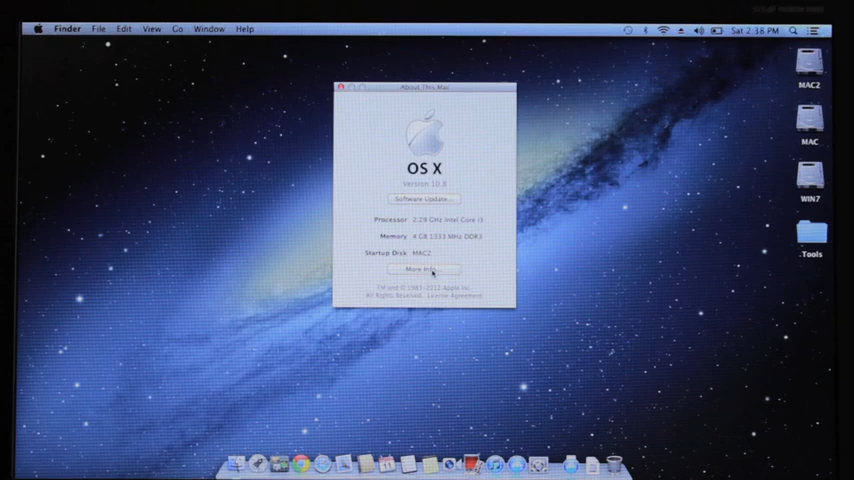 Finder File Edit View Go Window Help Sat 2:38 PM
About This Mac
MAC2
OS X
MAC
Version 10.8
Software Update...
WIN7
Processor 2.29 GHz Intel Core i3
Memory 4 GB 1333 MHz DDR3
Startup Disk MAC2
.Tools
More Info...
TM and © 1983-2012 Apple Inc.
All Rights Reserved. License Agreement